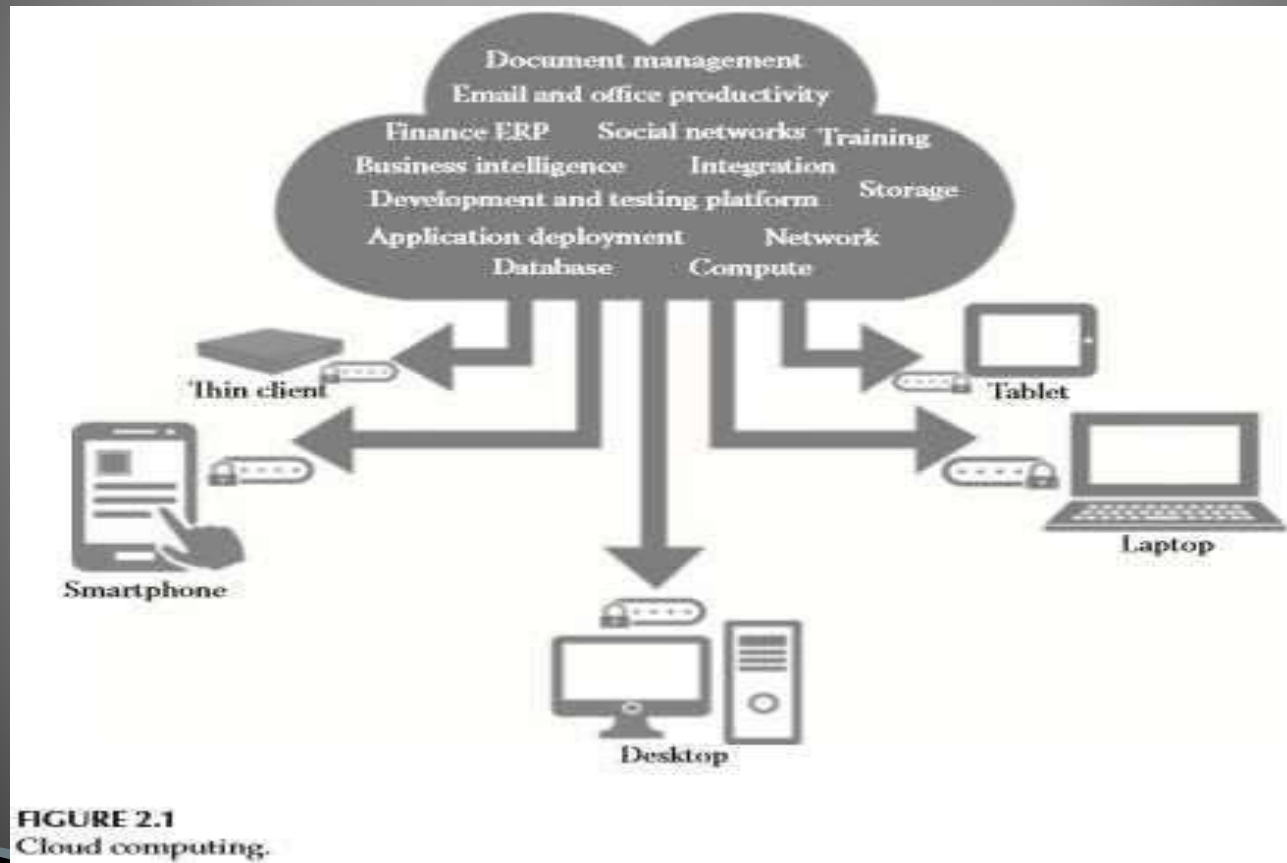 Document management
Email and office productivity
Finance ERP Social networks Training
Business intelligence Integration
Storage
Development and testing platform
Application deployment Network
Database Compute
Thin client
Tablet
Smartphone
Laptop
Desktop
FIGURE 2.1
Cloud computing.